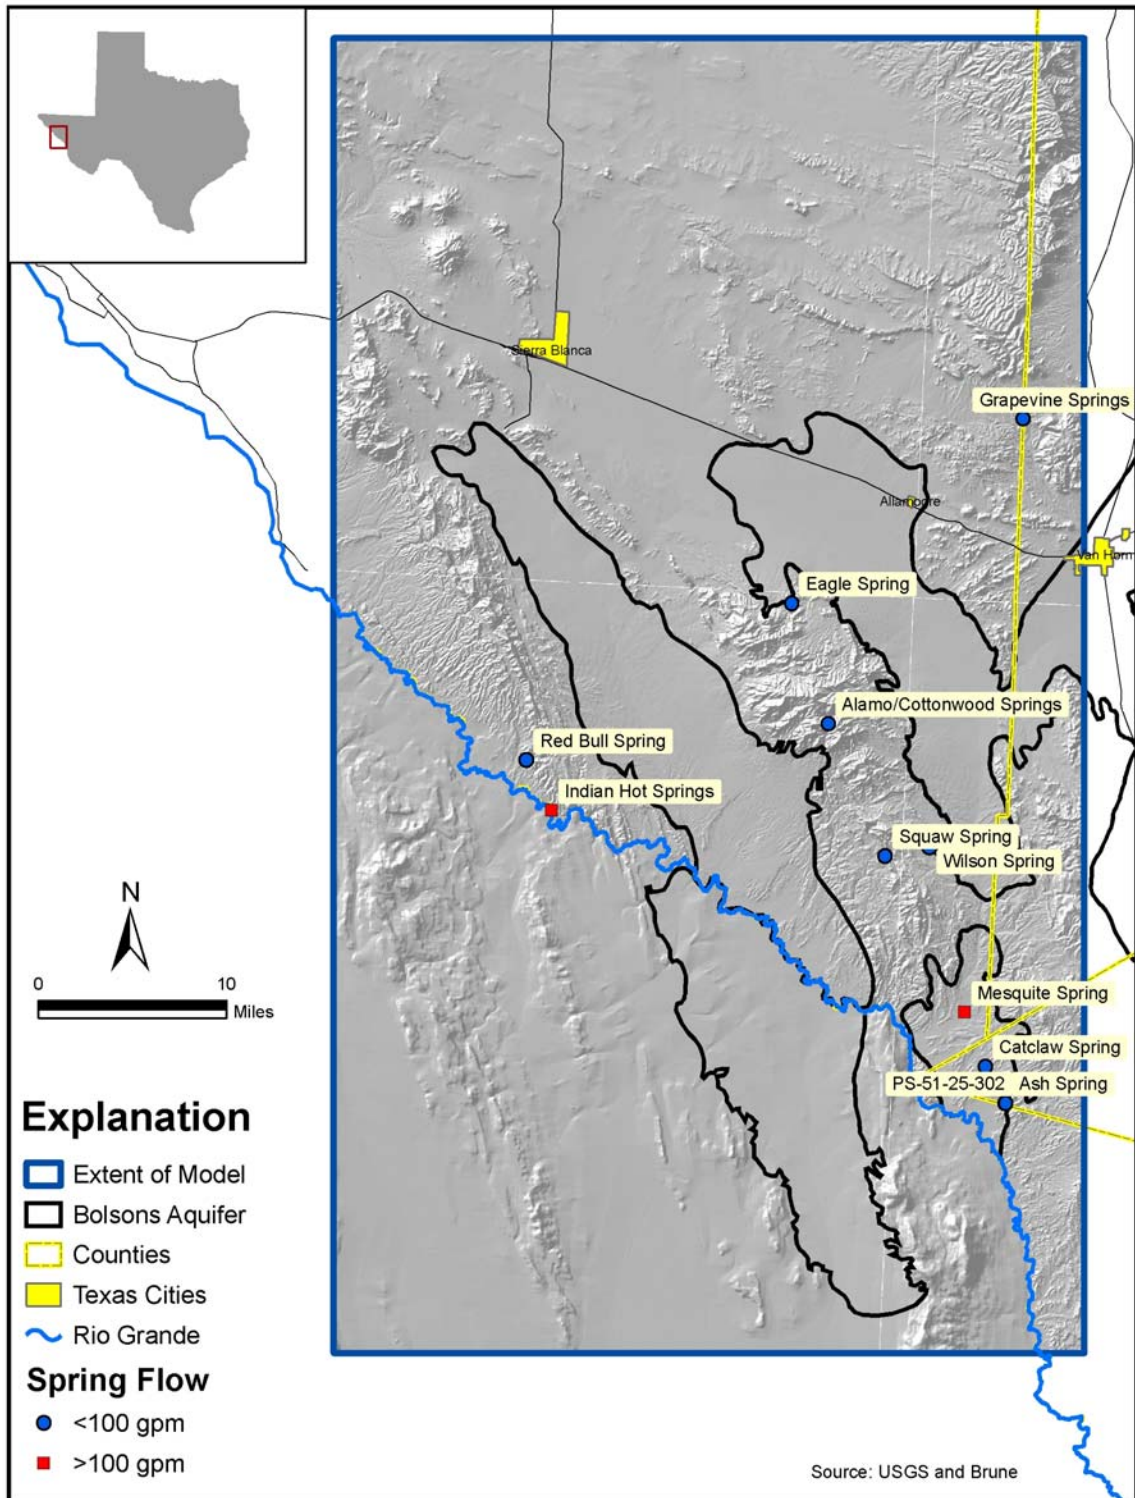 Sierra Blanca
Grapevine Springs
Allamoore
Van Horn
Eagle Spring
Alamo/Cottonwood Springs
Red Bull Spring
Indian Hot Springs
Squaw Spring
Wilson Spring
N
0 10
Miles
Mesquite Spring
Catclaw Spring
PS-51-25-302 Ash Spring
Explanation
Extent of Model
Bolsons Aquifer
Counties
Texas Cities
Rio Grande
Spring Flow
<100 gpm
>100 gpm
Source: USGS and Brune